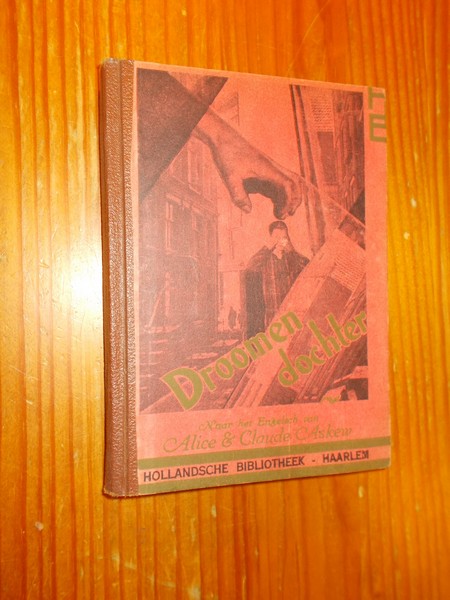 H
B
Droomen
dochter
Naar het Engelsch van
Alice & Claude Askew
HOLLANDSCHE BIBLIOTHEEK - HAARLEM